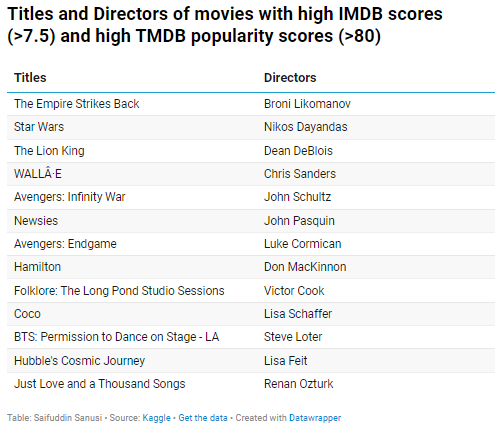 Titles and Directors of movies with high IMDB scores
(>7.5) and high TMDB popularity scores (>80)
Titles Directors
The Empire Strikes Back Broni Likomanov
Star Wars Nikos Dayandas
The Lion King Dean DeBlois
WALLÂ·E Chris Sanders
Avengers: Infinity War John Schultz
Newsies John Pasquin
Avengers: Endgame Luke Cormican
Hamilton Don MacKinnon
Folklore: The Long Pond Studio Sessions Victor Cook
Coco Lisa Schaffer
BTS: Permission to Dance on Stage - LA Steve Loter
Hubble's Cosmic Journey Lisa Feit
Just Love and a Thousand Songs Renan Ozturk
Table: Saifuddin Sanusi • Source: Kaggle • Get the data • Created with Datawrapper